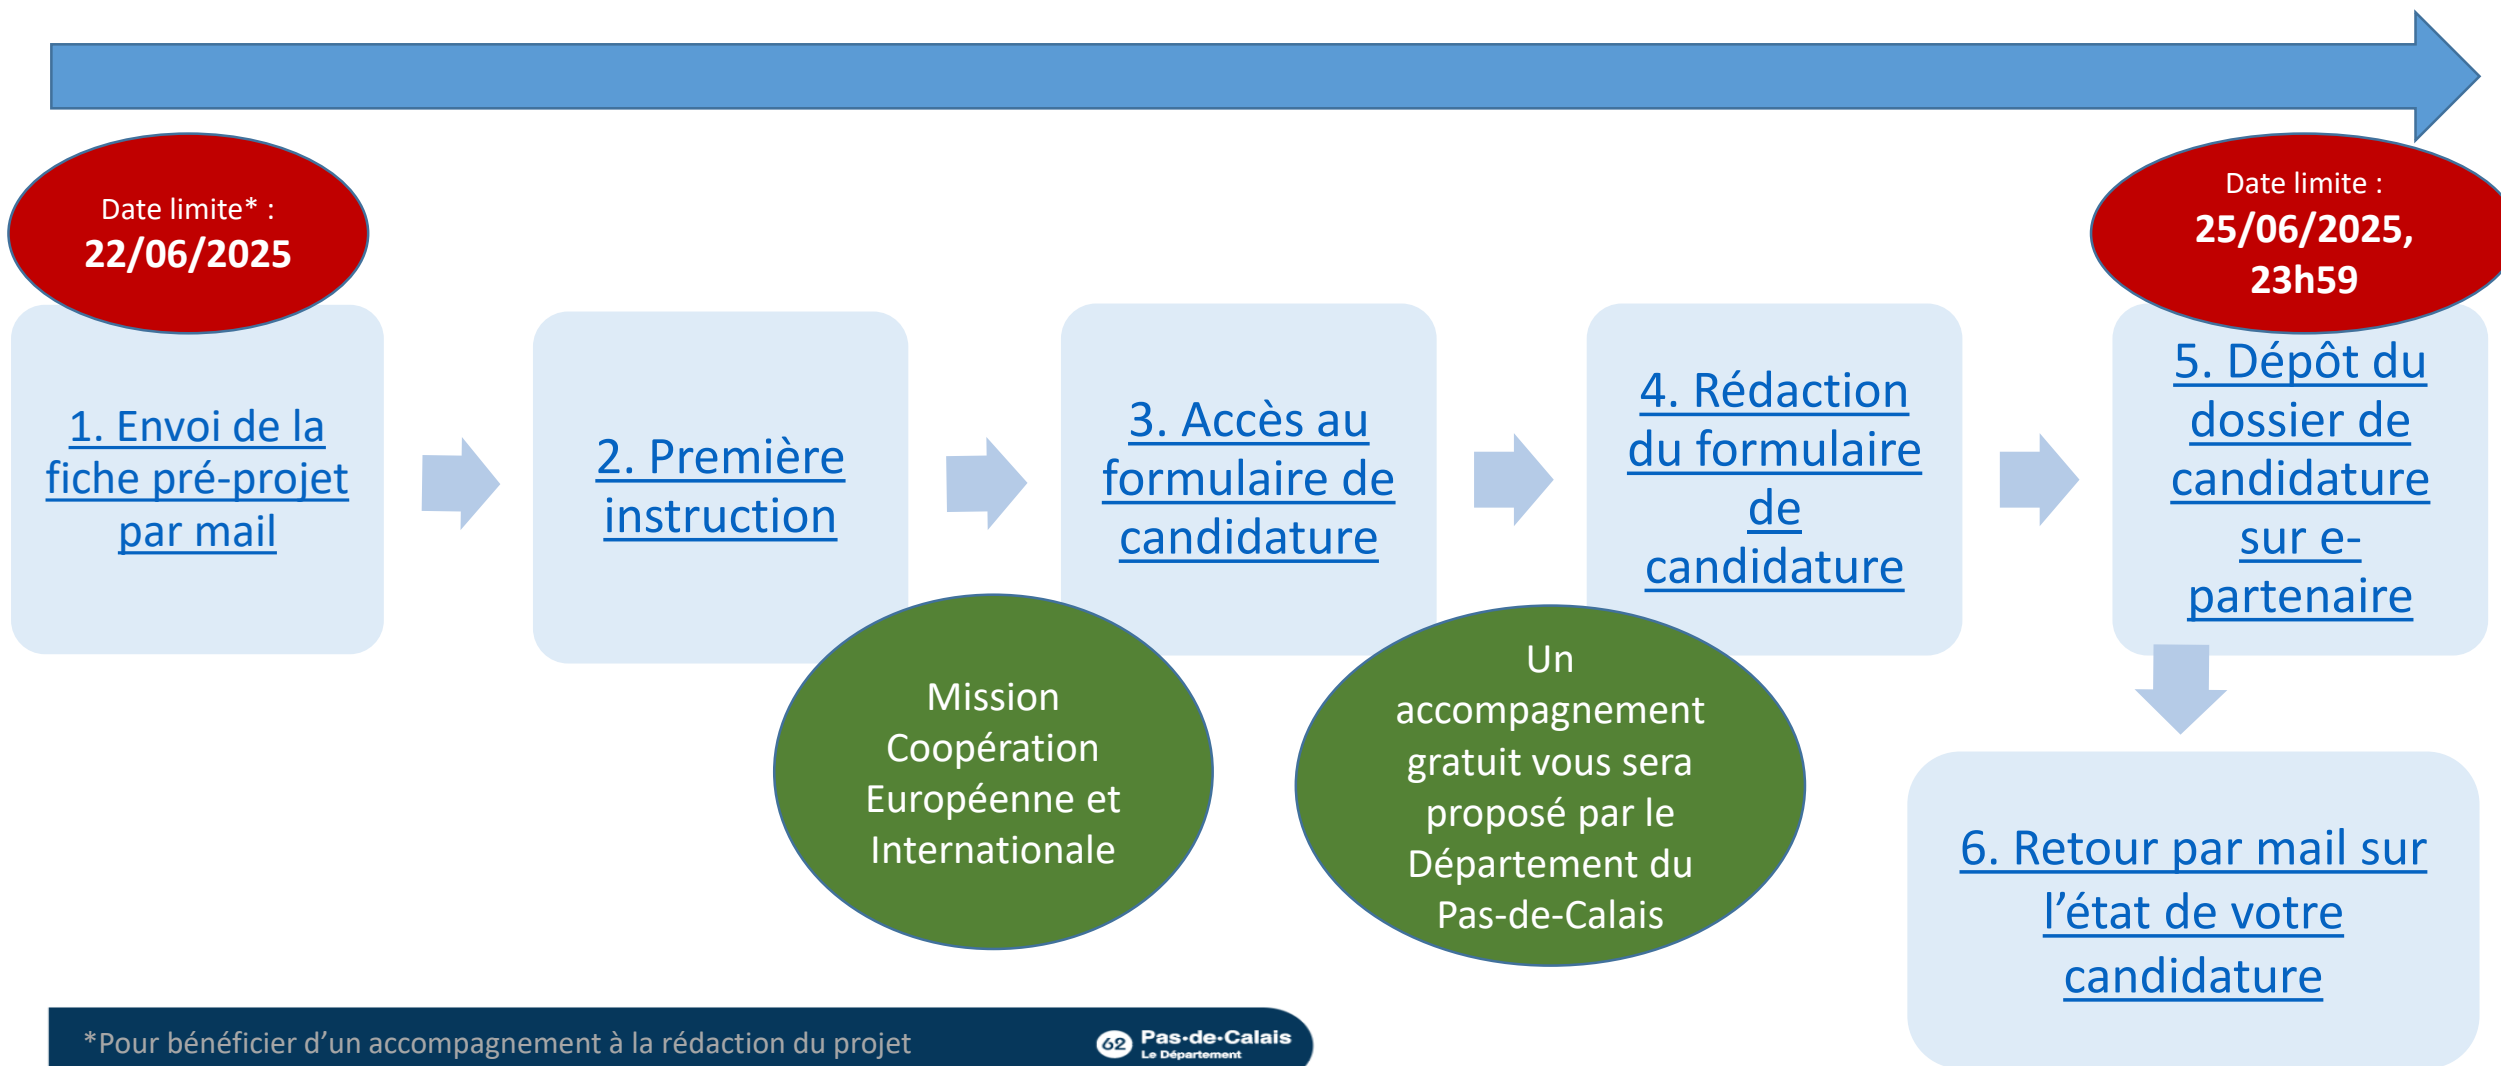 Date limite* :
22/06/2025
1. Envoi de la
fiche pré-projet
par mail
2. Première
instruction
3. Accès au
formulaire de
candidature
4. Rédaction
du formulaire
de
candidature
Date limite :
25/06/2025,
23h59
5. Dépôt du
dossier de
candidature
sur e-
partenaire
Mission
Coopération
Européenne et
Internationale
Un
accompagnement
gratuit vous sera
proposé par le
Département du
Pas-de-Calais
6. Retour par mail sur
l’état de votre
candidature
*Pour bénéficier d’un accompagnement à la rédaction du projet
62 Pas-de-Calais
Le Département